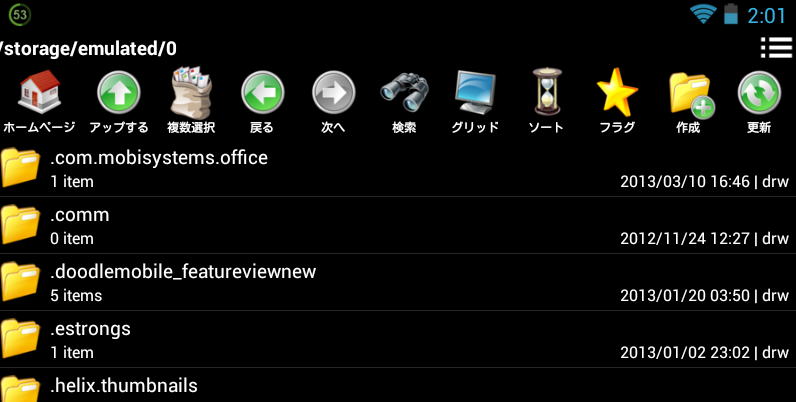 53 2:01
/storage/emulated/0
ホームページ アップする 複数選択 戻る 次へ 検索 グリッド ソート フラグ 作成 更新
.com.mobisystems.office
1 item 2013/03/10 16:46 | drw
.comm
0 item 2012/11/24 12:27 | drw
.doodlemobile_featureviewnew
5 items 2013/01/20 03:50 | drw
.estrongs
1 item 2013/01/02 23:02 | drw
.helix.thumbnails